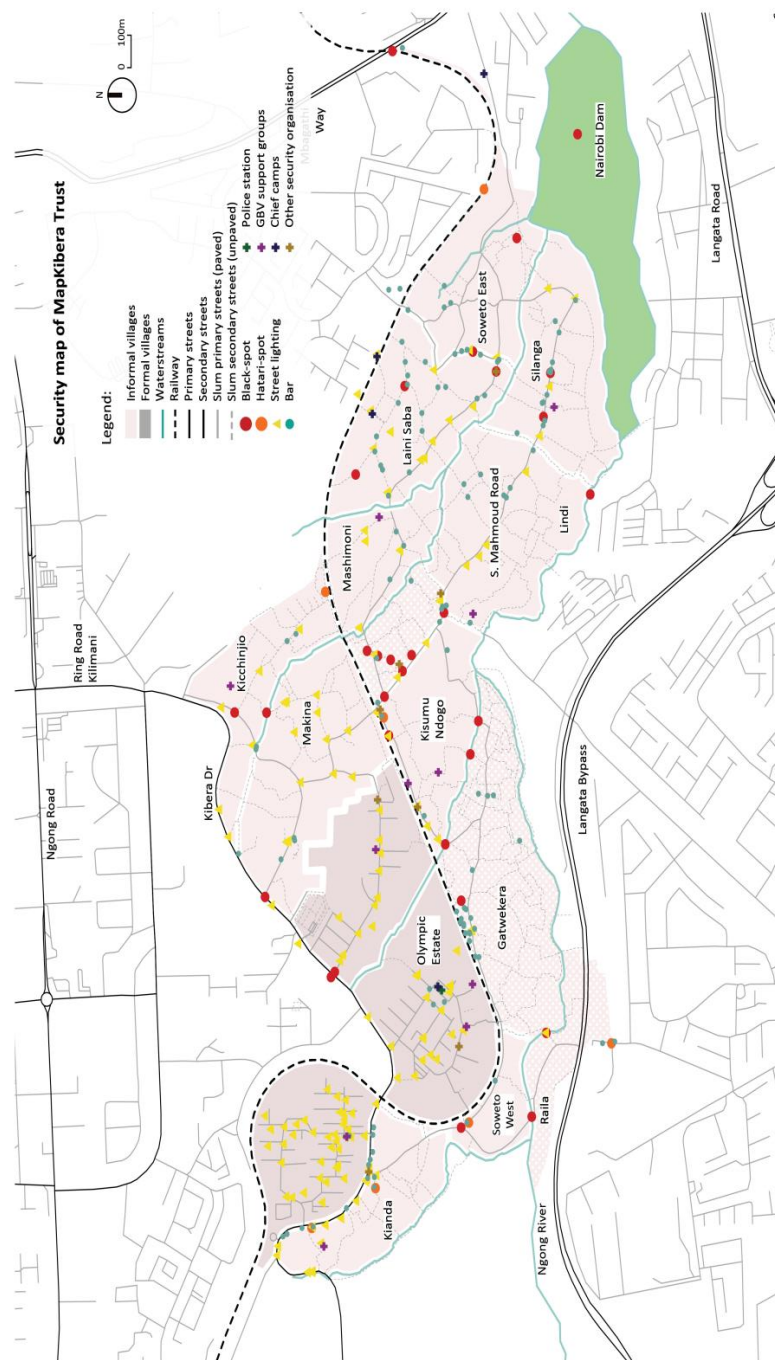 Security map of MapKibera Trust
N
0 100m
Legend:
Informal villages
Formal villages
Waterstreams
Railway
Primary streets
Secondary streets
Slum primary streets (paved)
Slum secondary streets (unpaved)
Black-spot
Hatari-spot
Street lighting
Bar
Police station
GBV support groups
Chief camps
Other security organisation
Ngong Road
Ring Road
Kilimani
Mbagathi
Way
Kibera Dr
Kicchinjio
Makina
Mashimoni
Laini Saba
Soweto East
Silanga
Nairobi Dam
S. Mahmoud Road
Lindi
Kisumu
Ndogo
Olympic
Estate
Gatwekera
Kianda
Soweto
West
Raila
Ngong River
Langata Bypass
Langata Road